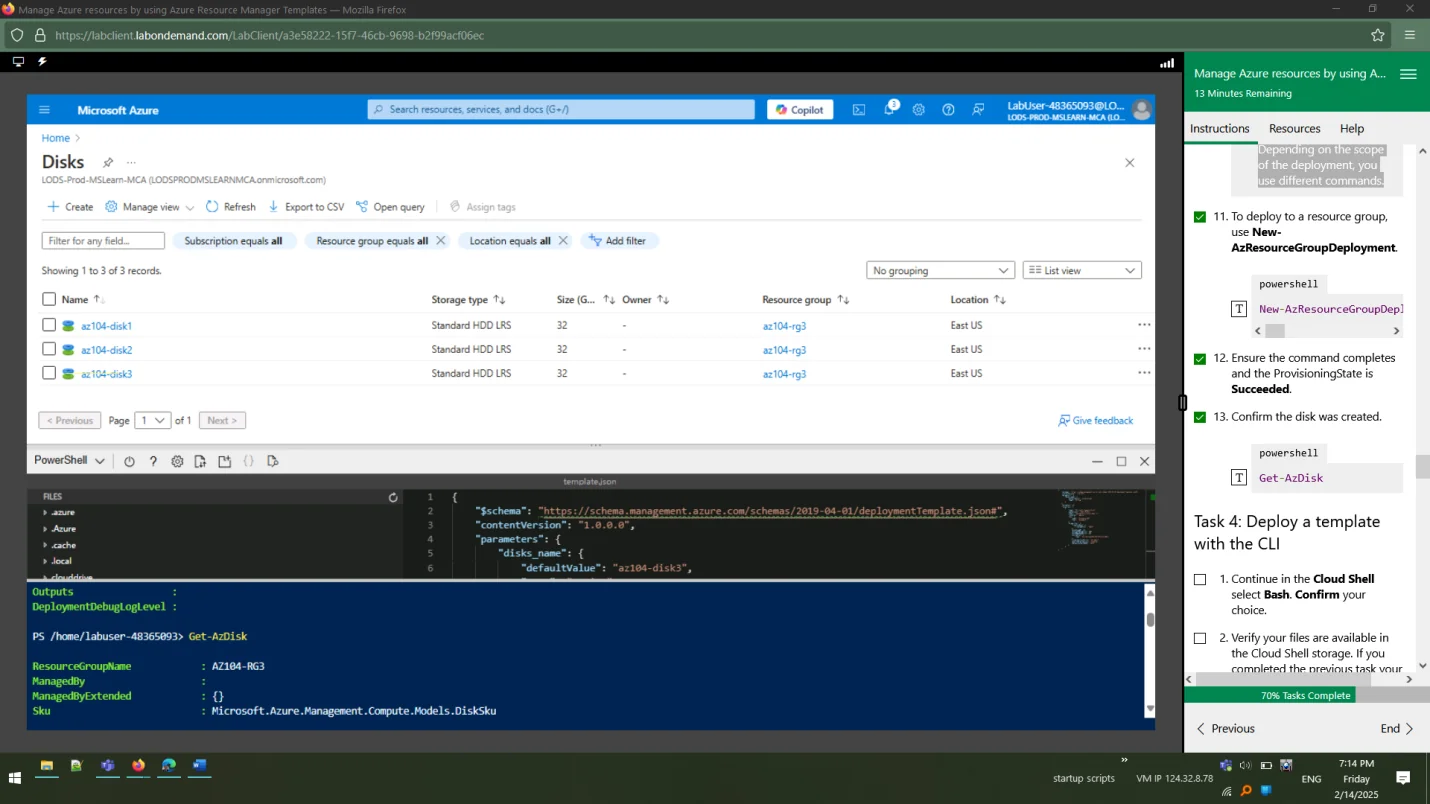 Manage Azure resources by using Azure Resource Manager Templates — Mozilla Firefox
https://labclient.labondemand.com/LabClient/a3e58222-15f7-46cb-9698-b2f99acf06ec
Microsoft Azure
Search resources, services, and docs (G+/)
Copilot
1
LabUser-48365093@LO...
LODS-PROD-MSLEARN-MCA (LO...
Home >
Disks
LODS-Prod-MSLearn-MCA (LODSPRODMSLEARNMCA.onmicrosoft.com)
Create Manage view Refresh Export to CSV Open query Assign tags
Filter for any field... Subscription equals all Resource group equals all Location equals all Add filter
Showing 1 to 3 of 3 records. No grouping List view
Name Storage type Size (G... Owner Resource group Location
az104-disk1 Standard HDD LRS 32 - az104-rg3 East US
az104-disk2 Standard HDD LRS 32 - az104-rg3 East US
az104-disk3 Standard HDD LRS 32 - az104-rg3 East US
< Previous Page 1 of 1 Next > Give feedback
PowerShell
template.json
FILES
.azure
.Azure
.cache
.local
clouddrive
1 {
2 "$schema": "https://schema.management.azure.com/schemas/2019-04-01/deploymentTemplate.json#",
3 "contentVersion": "1.0.0.0",
4 "parameters": {
5 "disks_name": {
6 "defaultValue": "az104-disk3",
Outputs :
DeploymentDebugLogLevel :
PS /home/labuser-48365093> Get-AzDisk
ResourceGroupName : AZ104-RG3
ManagedBy :
ManagedByExtended : {}
Sku : Microsoft.Azure.Management.Compute.Models.DiskSku
Manage Azure resources by using A...
13 Minutes Remaining
Instructions Resources Help
Depending on the scope
of the deployment, you
use different commands.
11. To deploy to a resource group,
use New-
AzResourceGroupDeployment.
powershell
T New-AzResourceGroupDepl
12. Ensure the command completes
and the ProvisioningState is
Succeeded.
13. Confirm the disk was created.
powershell
T Get-AzDisk
Task 4: Deploy a template
with the CLI
1. Continue in the Cloud Shell
select Bash. Confirm your
choice.
2. Verify your files are available in
the Cloud Shell storage. If you
completed the previous task your
70% Tasks Complete
Previous End
startup scripts
VM IP 124.32.8.78
ENG
7:14 PM
Friday
2/14/2025